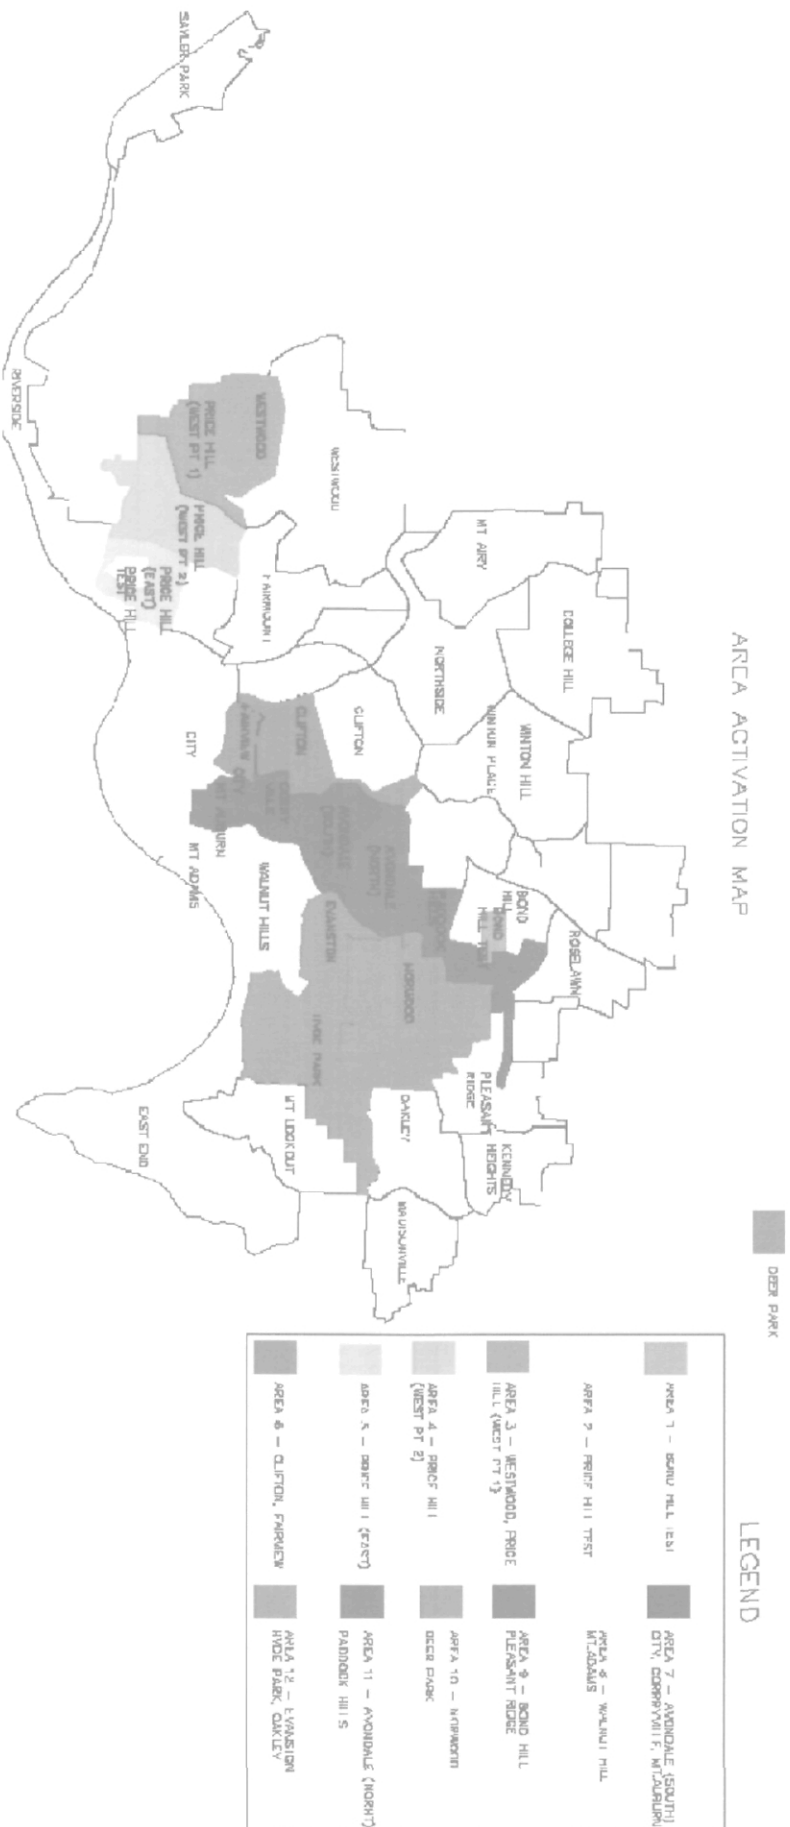 AREA ACTIVATION MAP
SAYLER PARK
RIVERSIDE
WESTWOOD
PRICE HILL
(WEST PT 1)
WESTWOOD
PRICE HILL
(WEST PT 2)
PRICE HILL
(EAST)
PRICE HILL
TEST
FAIRMOUNT
MT AIRY
COLLEGE HILL
NORTHSIDE
WINTON HILL
PLACE
CLIFTON
CLIFTON
FAIRVIEW CITY
CITY
MT AUBURN
MT ADAMS
AVONDALE
(SOUTH)
AVONDALE
(NORTH)
WALNUT HILLS
EVANSTON
BOND
HILL
BOND
HILL TEST
ROSELAWN
NORWOOD
HYDE PARK
PLEASANT
RIDGE
OAKLEY
KENNEDY
HEIGHTS
MT LOOKOUT
EAST END
MADISONVILLE
DEER PARK
LEGEND
AREA 1 — BOND HILL TEST
AREA 2 — PRICE HILL TEST
AREA 3 — WESTWOOD, PRICE
HILL (WEST PT 1)
AREA 4 — PRICE HILL
(WEST PT 2)
AREA 5 — PRICE HILL (EAST)
AREA 6 — CLIFTON, FAIRVIEW
AREA 7 — AVONDALE (SOUTH)
CITY, CORRYVILLE, MT.AUBURN
AREA 8 — WALNUT HILL
MT.ADAMS
AREA 9 — BOND HILL
PLEASANT RIDGE
AREA 10 — NORWOOD
DEER PARK
AREA 11 — AVONDALE (NORHT)
PADDOCK HILLS
AREA 12 — EVANSTON
HYDE PARK, OAKLEY